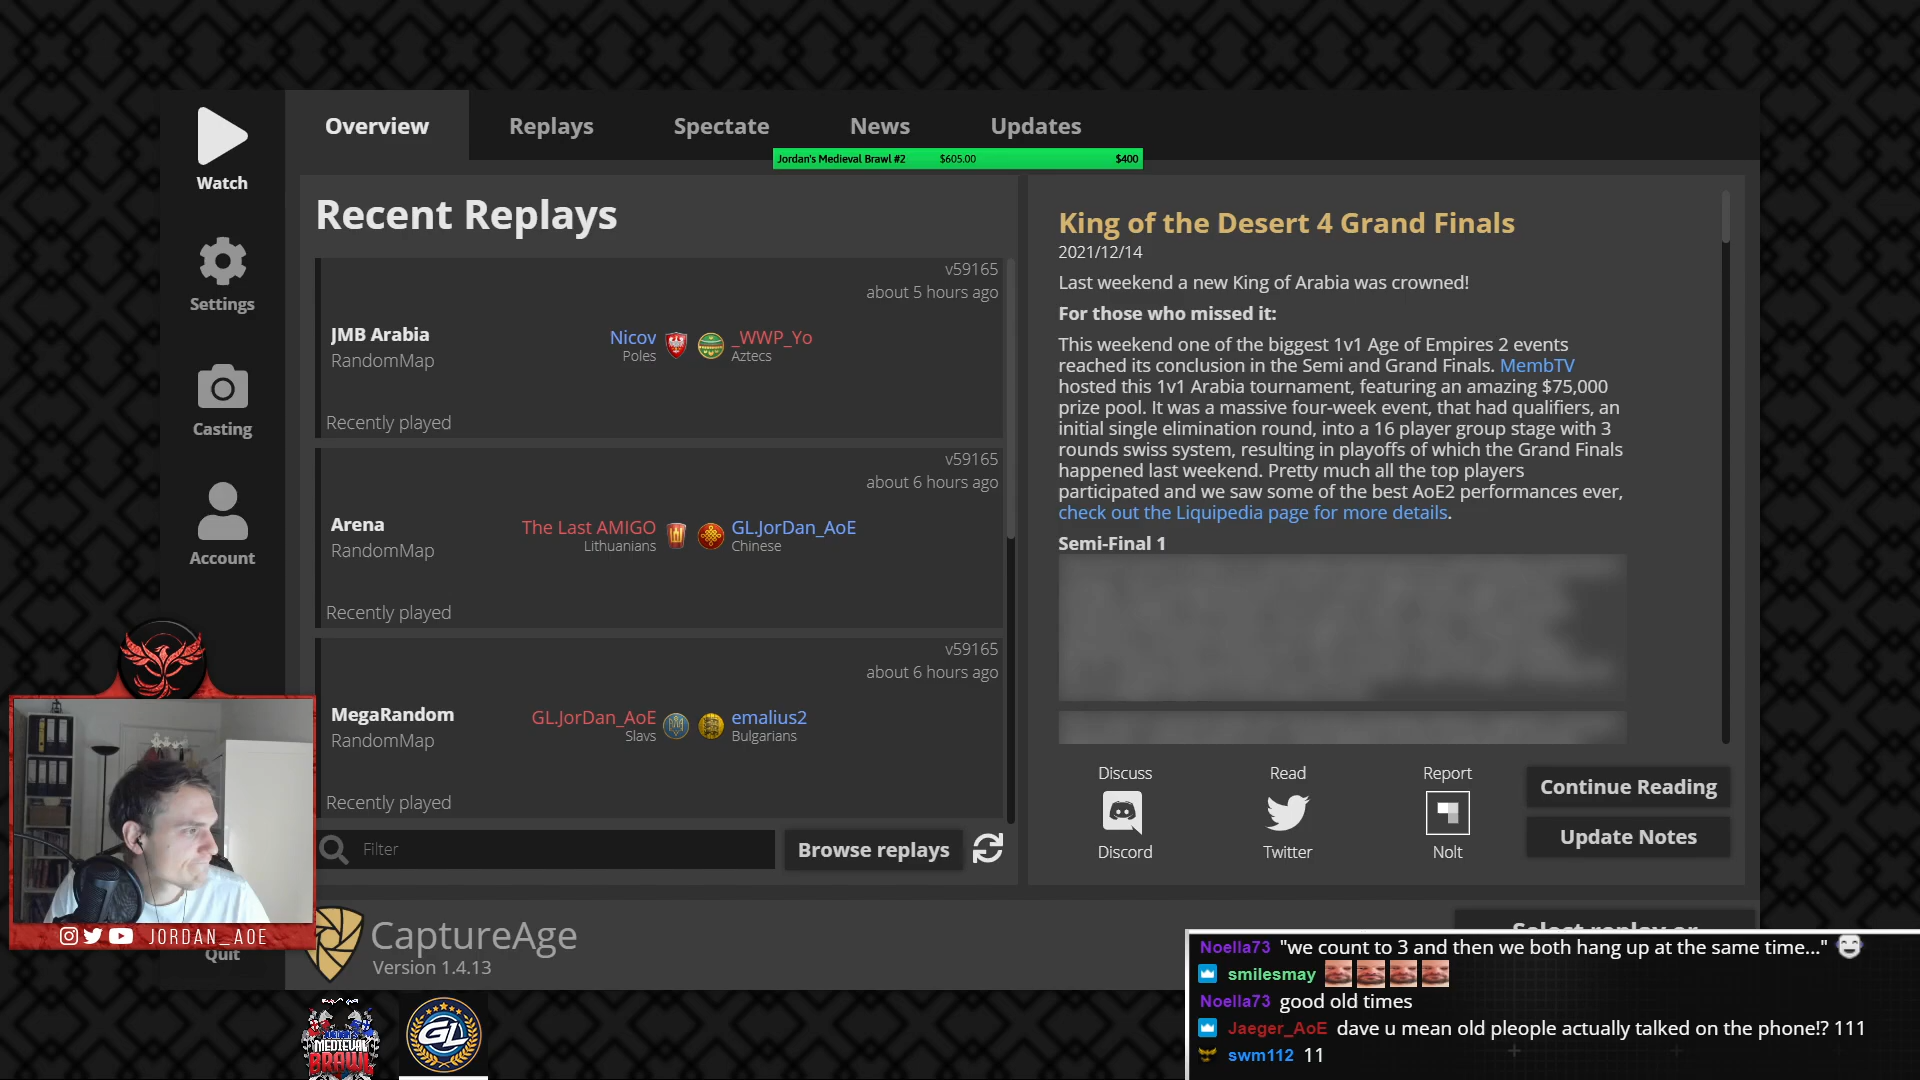 Watch
Settings
Casting
Account
Overview
Replays
Spectate
News
Updates
Jordan's Medieval Brawl #2 $605.00 $400
Recent Replays
v59165
about 5 hours ago
JMB Arabia
RandomMap
Nicov
Poles
_WWP_Yo
Aztecs
Recently played
v59165
about 6 hours ago
Arena
RandomMap
The Last AMIGO
Lithuanians
GL.JorDan_AoE
Chinese
Recently played
v59165
about 6 hours ago
MegaRandom
RandomMap
GL.JorDan_AoE
Slavs
emalius2
Bulgarians
Recently played
Filter
Browse replays
King of the Desert 4 Grand Finals
2021/12/14
Last weekend a new King of Arabia was crowned!
For those who missed it:
This weekend one of the biggest 1v1 Age of Empires 2 events
reached its conclusion in the Semi and Grand Finals. MembTV
hosted this 1v1 Arabia tournament, featuring an amazing $75,000
prize pool. It was a massive four-week event, that had qualifiers, an
initial single elimination round, into a 16 player group stage with 3
rounds swiss system, resulting in playoffs of which the Grand Finals
happened last weekend. Pretty much all the top players
participated and we saw some of the best AoE2 performances ever,
check out the Liquipedia page for more details.
Semi-Final 1
Discuss
Discord
Read
Twitter
Report
Nolt
Continue Reading
Update Notes
JORDAN_AOE
Quit
CaptureAge
Version 1.4.13
Select replay or
Noella73 "we count to 3 and then we both hang up at the same time..."
smilesmay
Noella73 good old times
Jaeger_AoE dave u mean old pleople actually talked on the phone!? 111
swm112 11
MEDIEVAL
BRAWL
GL